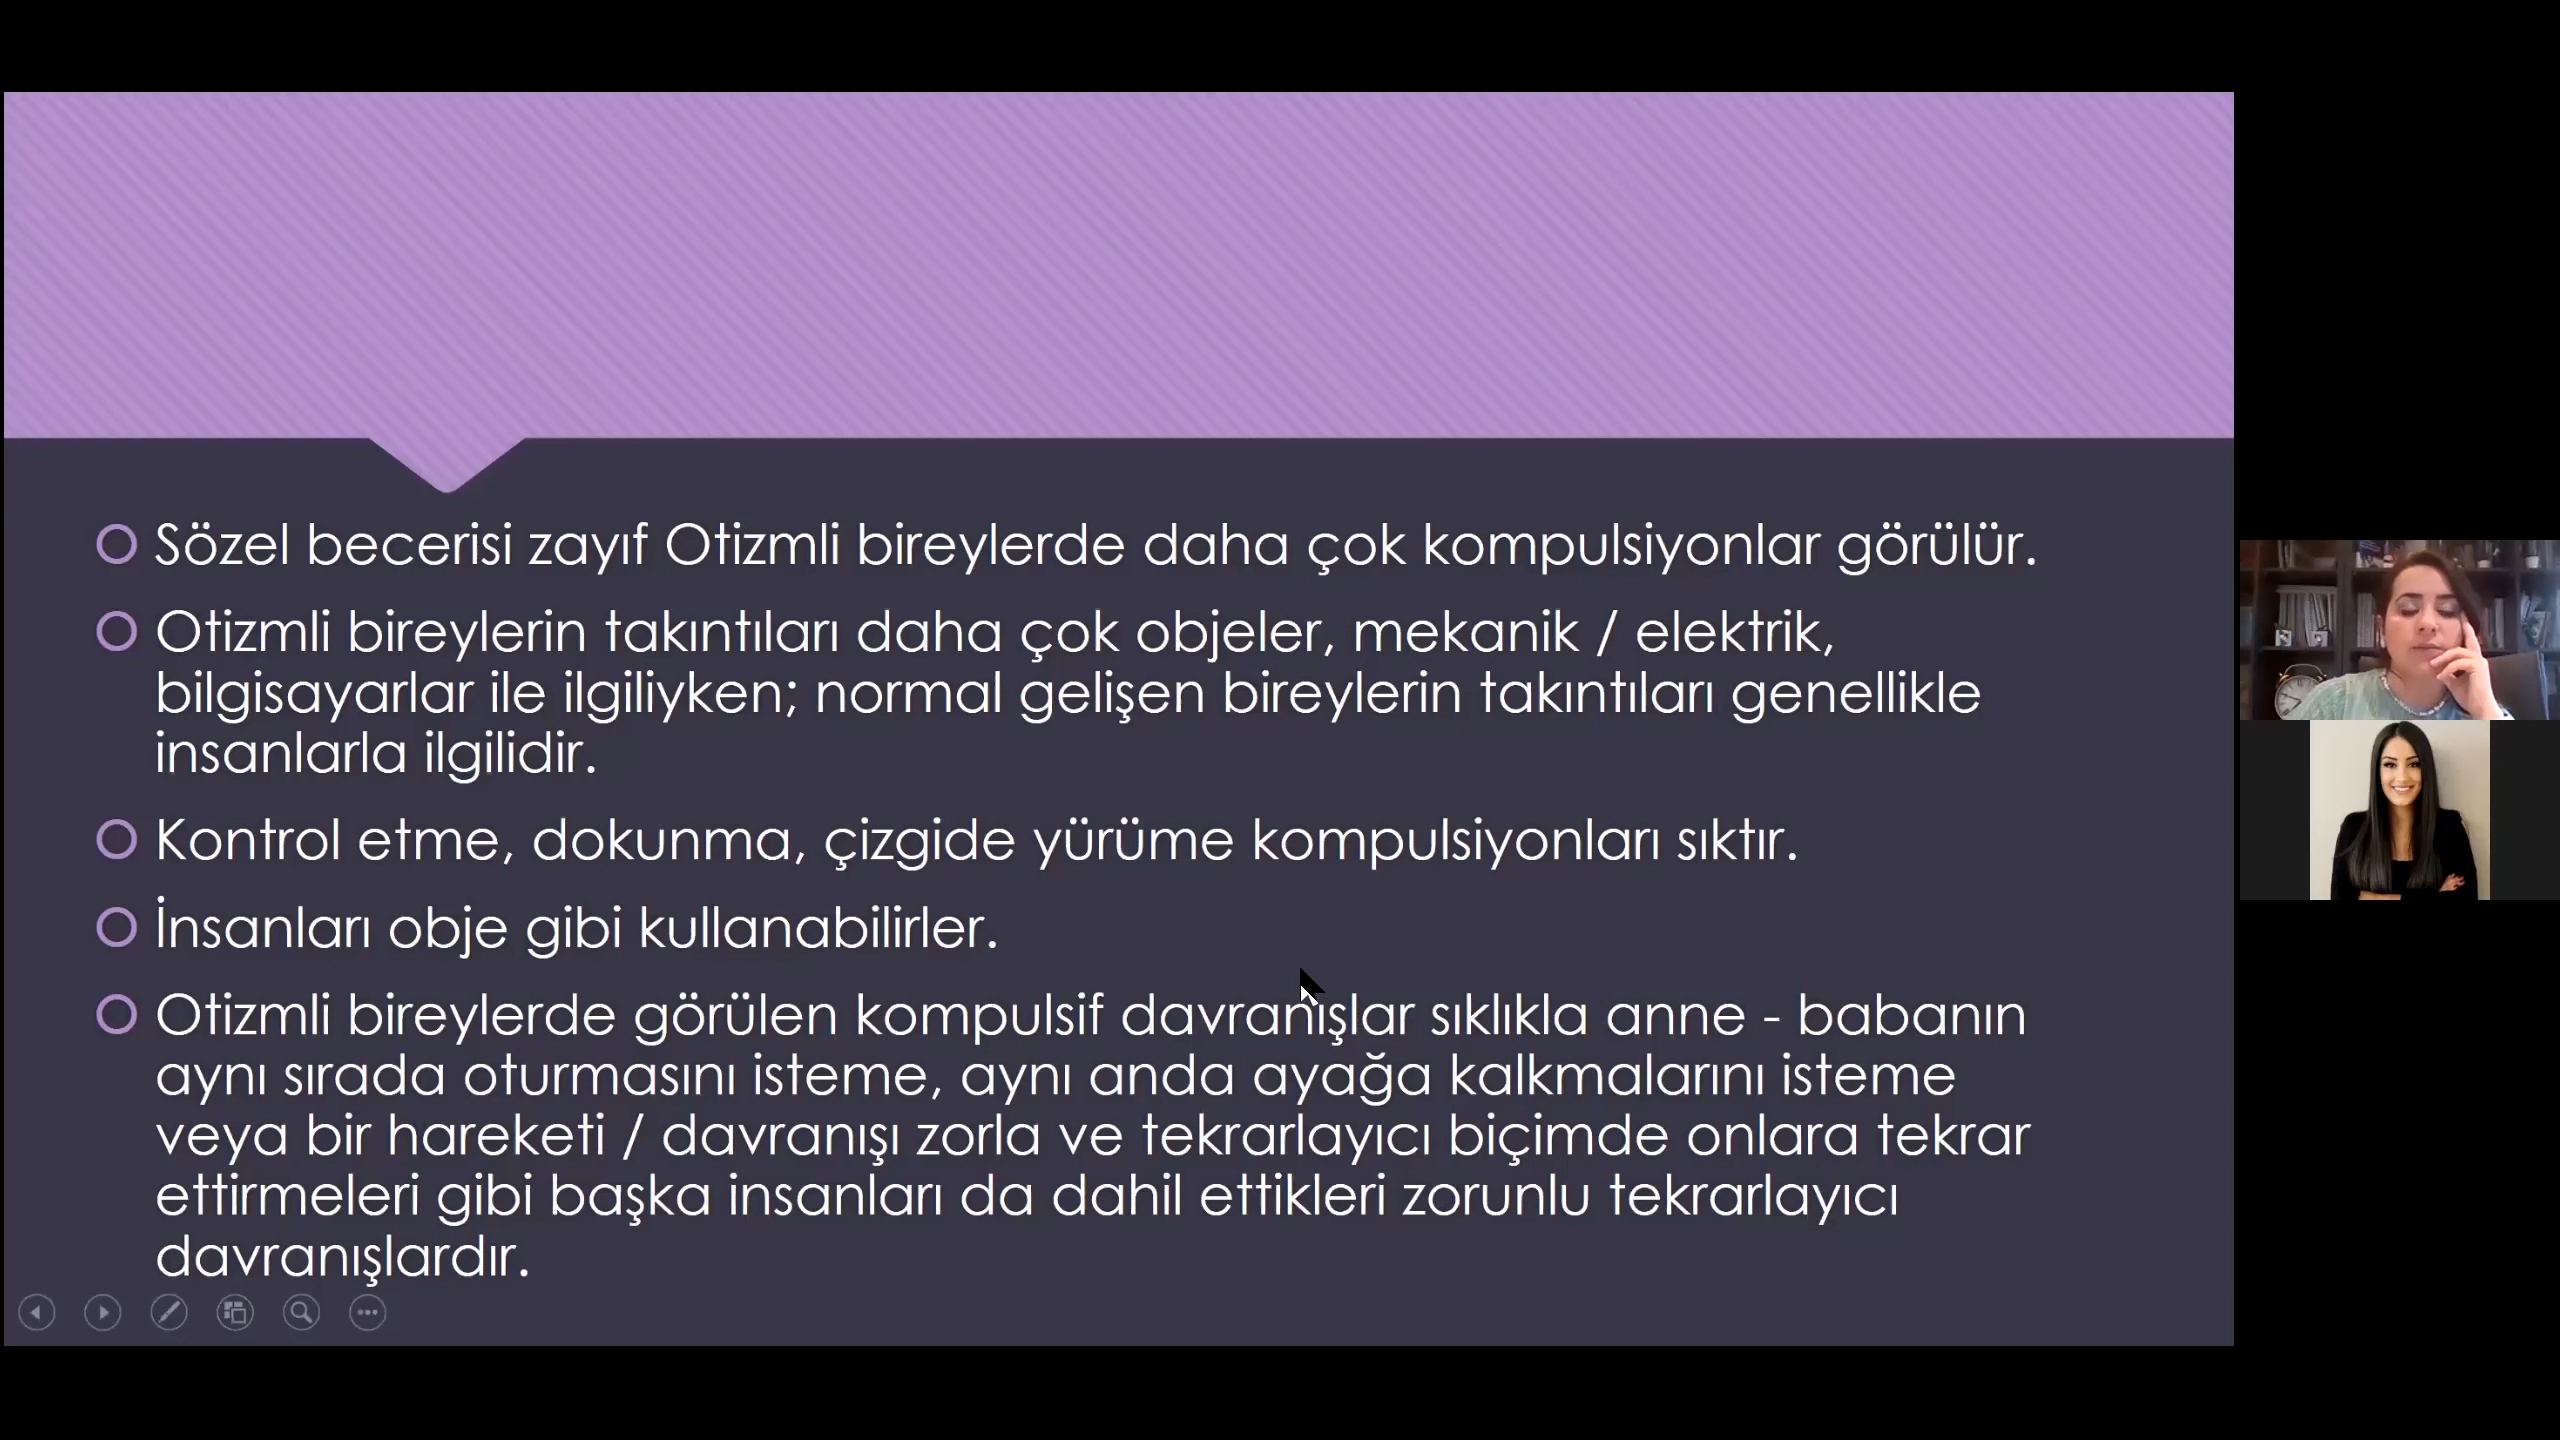 Sözel becerisi zayıf Otizmli bireylerde daha çok kompulsiyonlar görülür.
Otizmli bireylerin takıntıları daha çok objeler, mekanik / elektrik,
bilgisayarlar ile ilgiliyken; normal gelişen bireylerin takıntıları genellikle
insanlarla ilgilidir.
Kontrol etme, dokunma, çizgide yürüme kompulsiyonları sıktır.
İnsanları obje gibi kullanabilirler.
Otizmli bireylerde görülen kompulsif davranışlar sıklıkla anne - babanın
aynı sırada oturmasını isteme, aynı anda ayağa kalkmalarını isteme
veya bir hareketi / davranışı zorla ve tekrarlayıcı biçimde onlara tekrar
ettirmeleri gibi başka insanları da dahil ettikleri zorunlu tekrarlayıcı
davranışlardır.